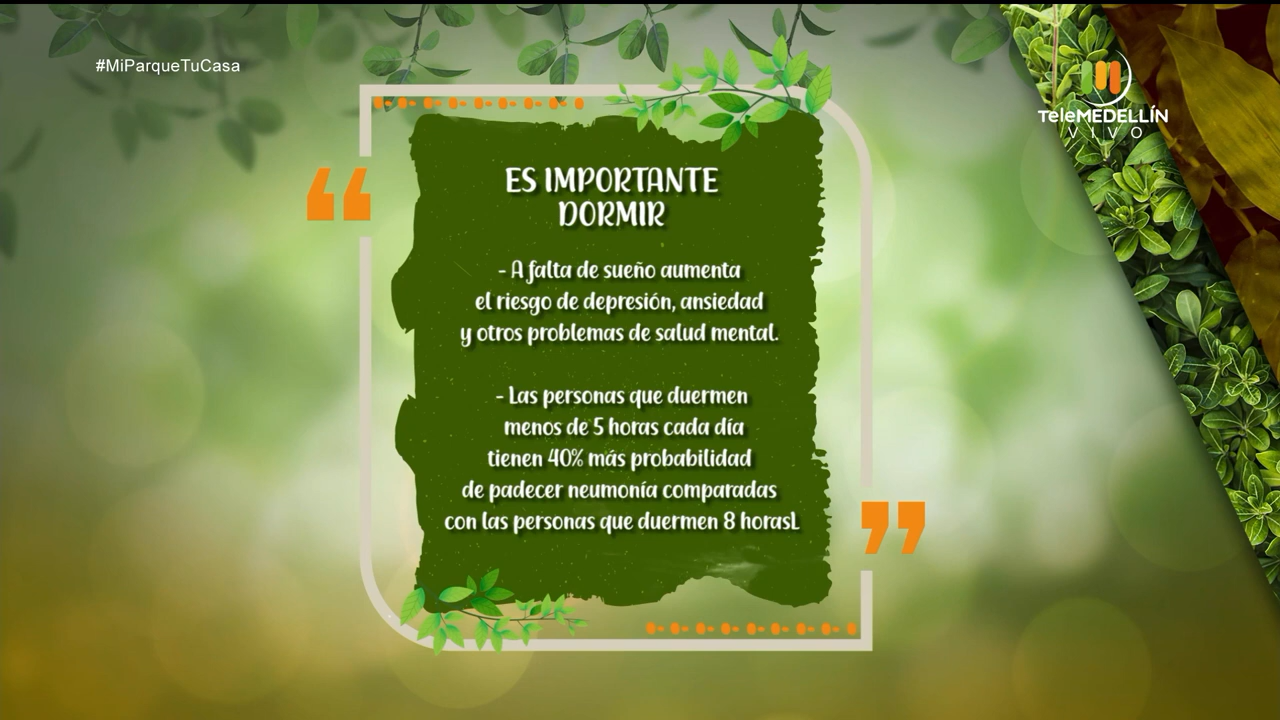 #MiParqueTuCasa
TeleMEDELLÍN
VIVO
“
ES IMPORTANTE
DORMIR
- A falta de sueño aumenta
el riesgo de depresión, ansiedad
y otros problemas de salud mental.
- Las personas que duermen
menos de 5 horas cada día
tienen 40% más probabilidad
de padecer neumonía comparadas
con las personas que duermen 8 horasL
”